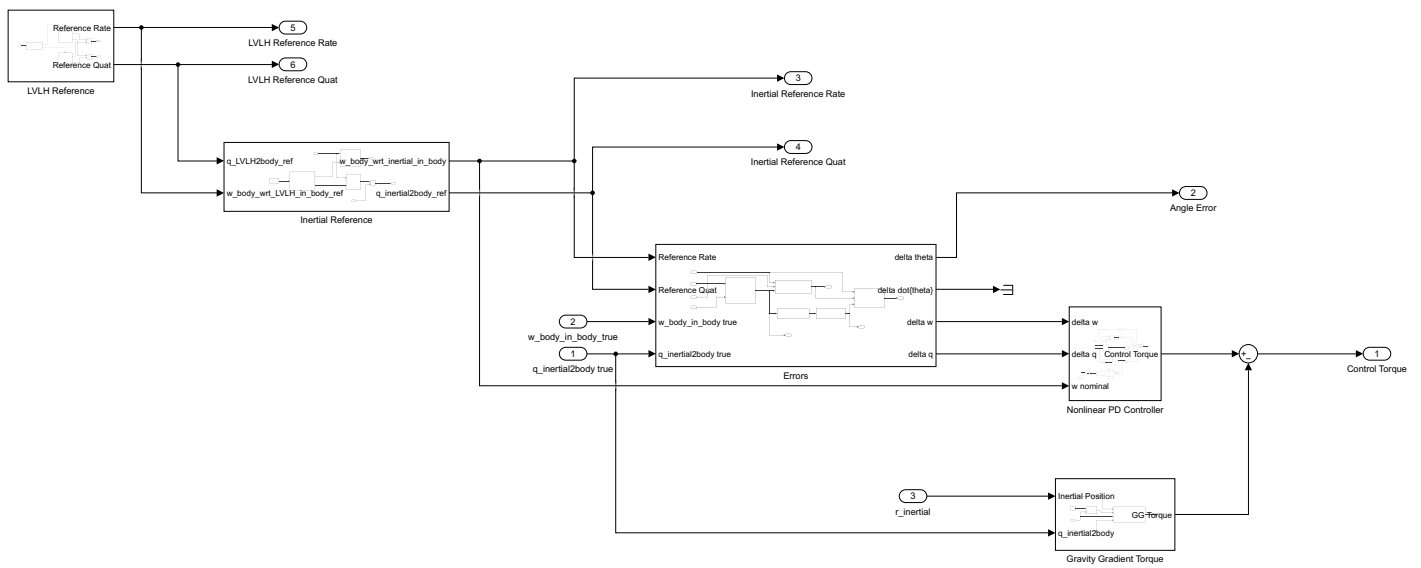 Reference Rate
Reference Quat
LVLH Reference
5
LVLH Reference Rate
6
LVLH Reference Quat
3
Inertial Reference Rate
4
Inertial Reference Quat
q_LVLH2body_ref
w_body_wrt_inertial_in_body
w_body_wrt_LVLH_in_body_ref
q_inertial2body_ref
Inertial Reference
2
Angle Error
Reference Rate
delta theta
Reference Quat
delta dot{theta}
w_body_in_body true
delta w
q_inertial2body true
delta q
Errors
2
w_body_in_body_true
1
q_inertial2body true
delta w
delta q
Control Torque
w nominal
Nonlinear PD Controller
+
−
1
Control Torque
3
r_inertial
Inertial Position
GG Torque
q_inertial2body
Gravity Gradient Torque